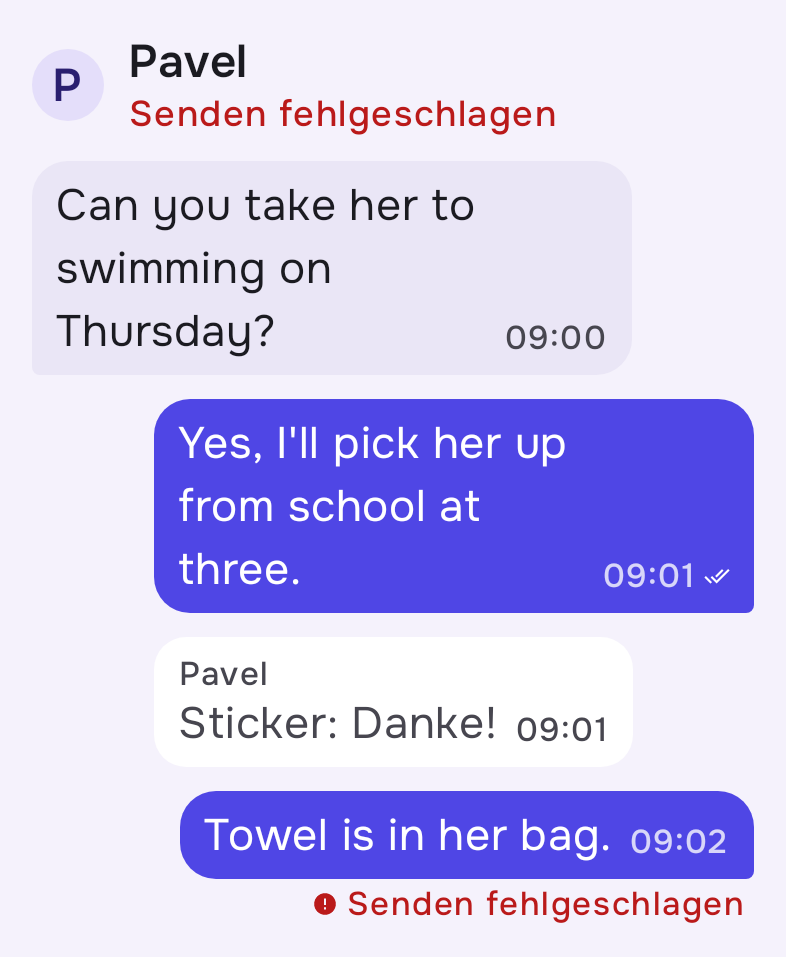 P
Pavel
Senden fehlgeschlagen
Can you take her to
swimming on
Thursday? 09:00
Yes, I'll pick her up
from school at
three. 09:01
Pavel
Sticker: Danke! 09:01
Towel is in her bag. 09:02
Senden fehlgeschlagen